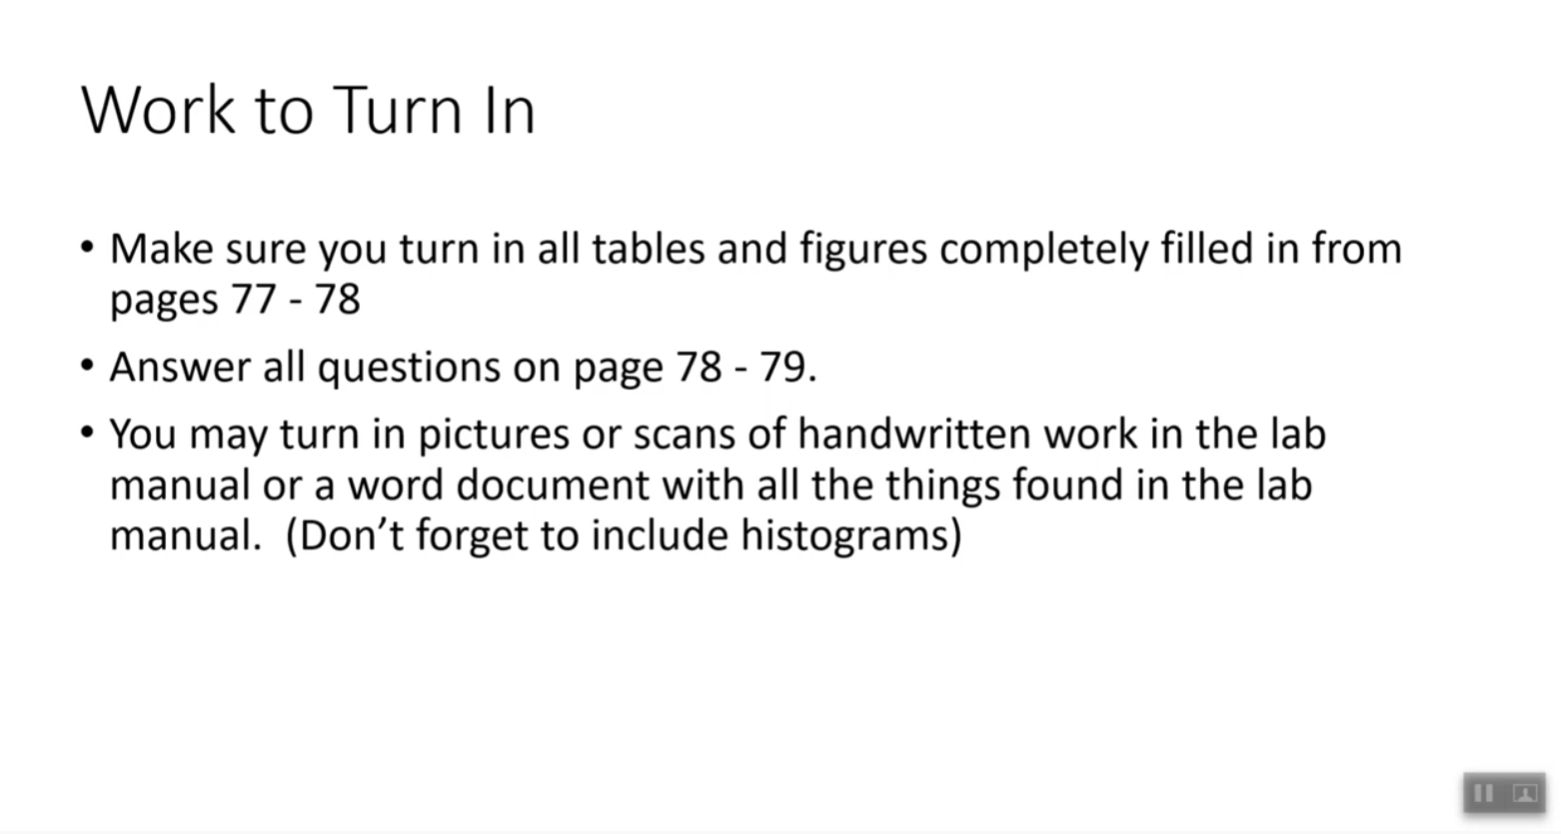 Work to Turn In
• Make sure you turn in all tables and figures completely filled in from
pages 77 - 78
• Answer all questions on page 78 - 79.
• You may turn in pictures or scans of handwritten work in the lab
manual or a word document with all the things found in the lab
manual.  (Don’t forget to include histograms)